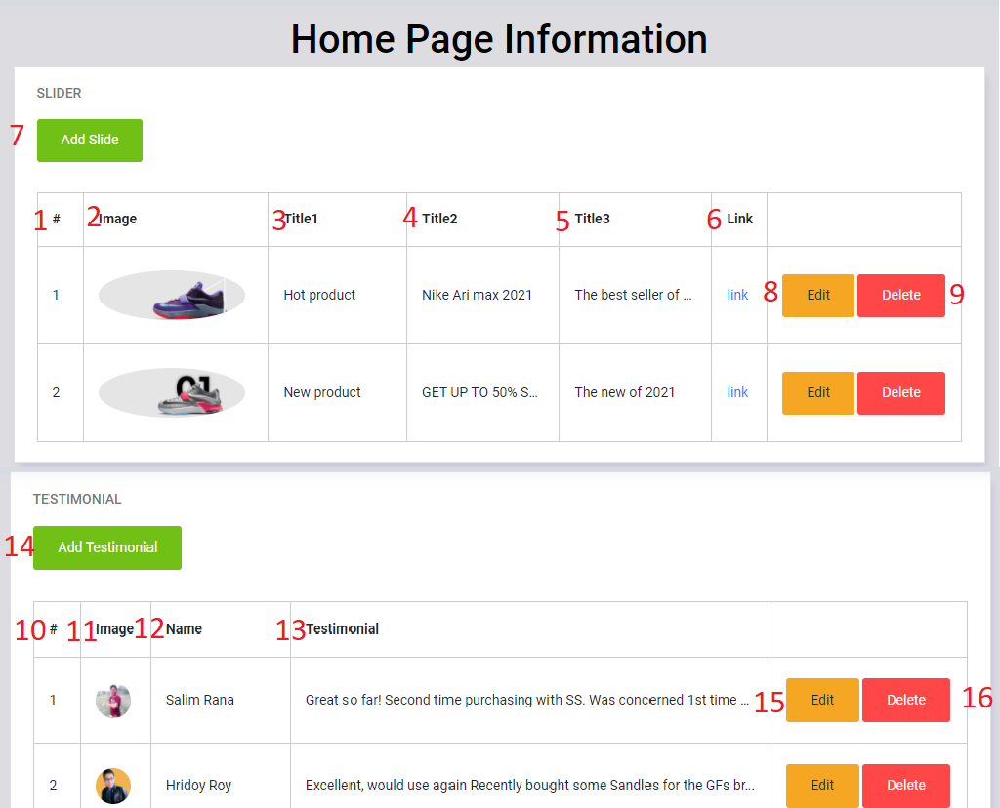 Home Page Information
SLIDER
7 Add Slide
1 # 2 Image 3 Title1 4 Title2 5 Title3 6 Link
1 Hot product Nike Ari max 2021 The best seller of ... link 8 Edit Delete 9
01
2 New product GET UP TO 50% S... The new of 2021 link Edit Delete
TESTIMONIAL
14 Add Testimonial
10 # 11 Image 12 Name 13 Testimonial
1 Salim Rana Great so far! Second time purchasing with SS. Was concerned 1st time ... 15 Edit Delete 16
2 Hridoy Roy Excellent, would use again Recently bought some Sandles for the GFs br... Edit Delete